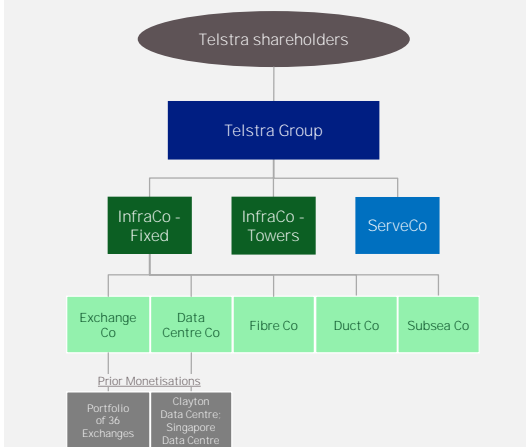 Telstra shareholders
Telstra Group
InfraCo -
Fixed
InfraCo -
Towers
ServeCo
Exchange
Co
Data
Centre Co
Fibre Co
Duct Co
Subsea Co
Prior Monetisations
Portfolio
of 36
Exchanges
Clayton
Data Centre:
Singapore
Data Centre